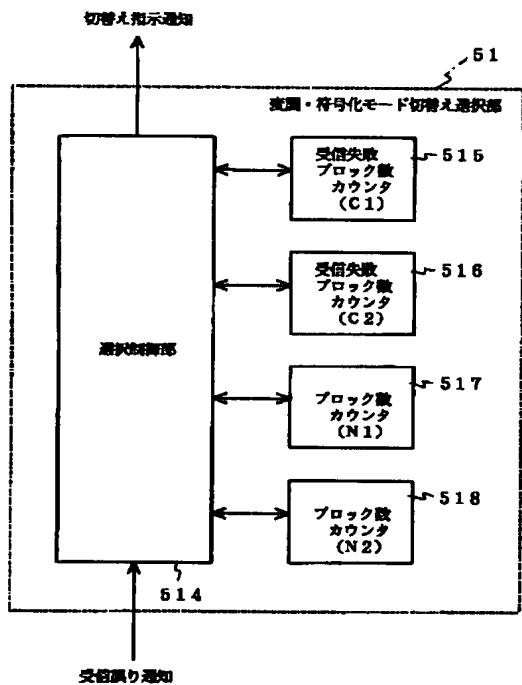 切替え指示通知
51
変調・符号化モード切替え選択部
受信失敗
ブロック数
カウンタ
(C1)
515
受信失敗
ブロック数
カウンタ
(C2)
516
選択制御部
ブロック数
カウンタ
(N1)
517
ブロック数
カウンタ
(N2)
518
514
受信誤り通知